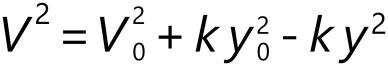 V² = V₀² + ky₀² - ky²